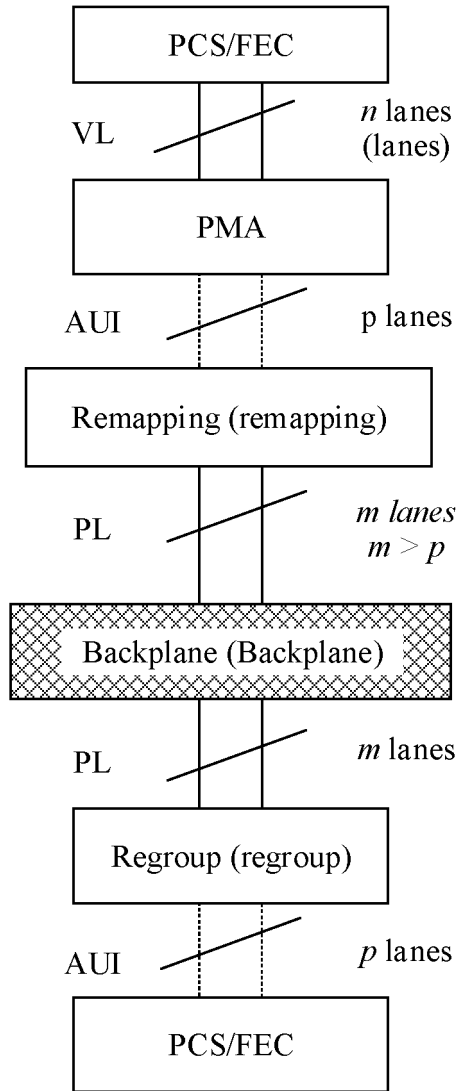 PCS/FEC
VL
n lanes
(lanes)
PMA
AUI
p lanes
Remapping (remapping)
PL
m lanes
m > p
Backplane (Backplane)
PL
m lanes
Regroup (regroup)
AUI
p lanes
PCS/FEC